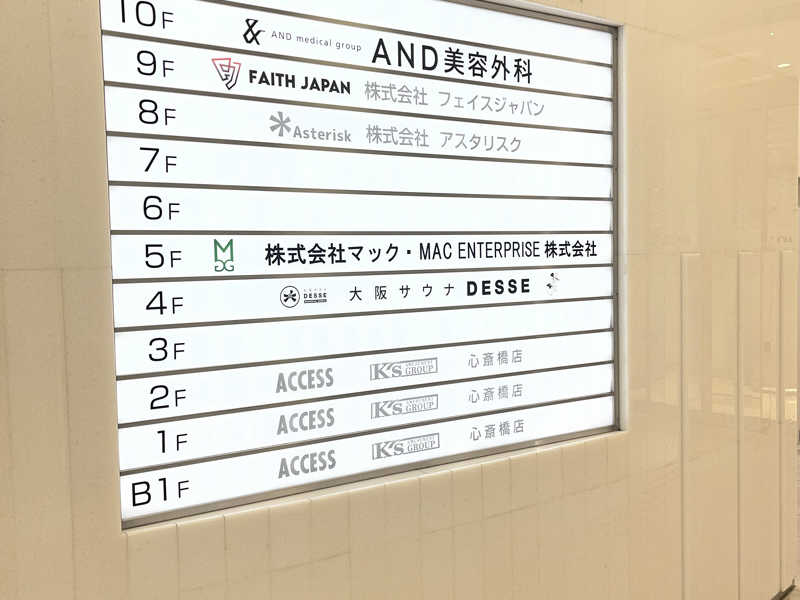 10F AND medical group AND美容外科
9F FAITH JAPAN 株式会社 フェイスジャパン
8F Asterisk 株式会社 アスタリスク
7F
6F
5F 株式会社マック・MAC ENTERPRISE 株式会社
4F DESSE 大阪サウナ DESSE
3F
2F ACCESS K's GROUP 心斎橋店
1F ACCESS K's GROUP 心斎橋店
B1F ACCESS K's GROUP 心斎橋店